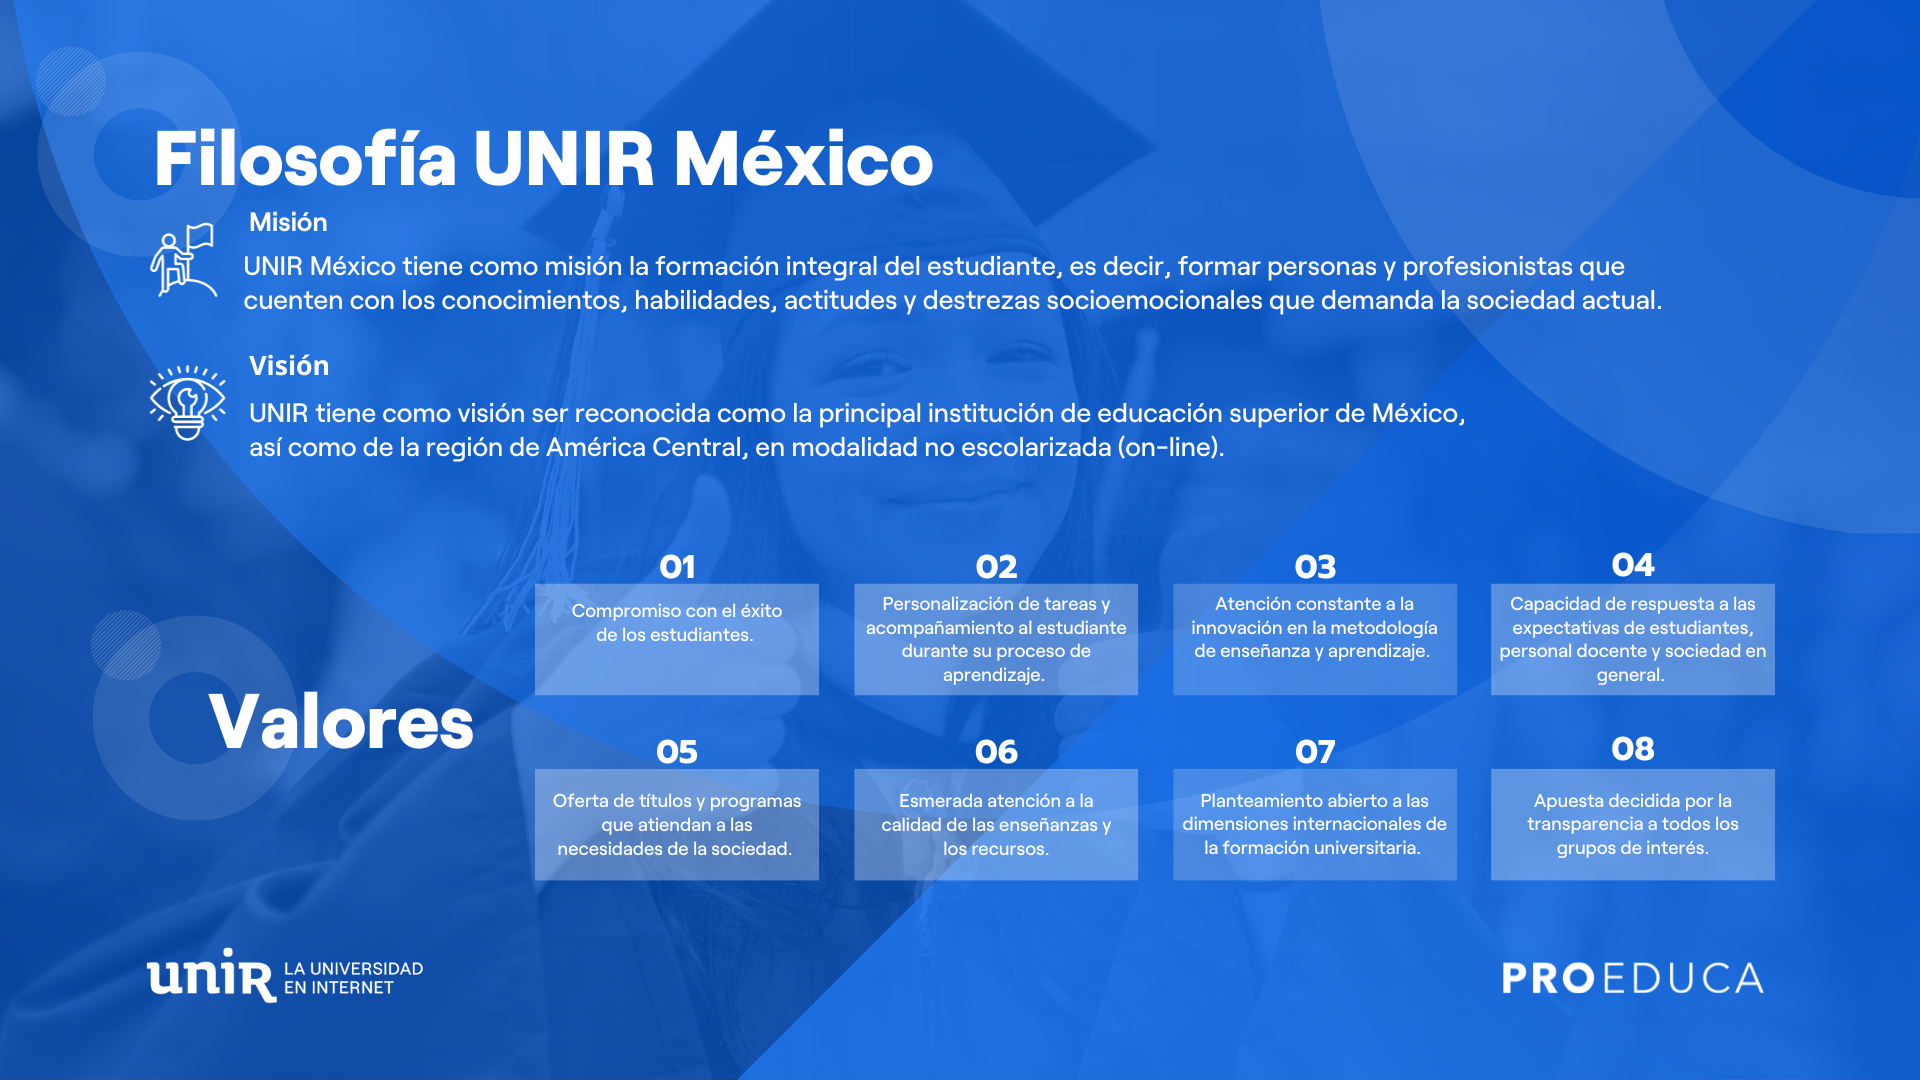 Filosofía UNIR México
Misión
UNIR México tiene como misión la formación integral del estudiante, es decir, formar personas y profesionistas que
cuenten con los conocimientos, habilidades, actitudes y destrezas socioemocionales que demanda la sociedad actual.
Visión
UNIR tiene como visión ser reconocida como la principal institución de educación superior de México,
así como de la región de América Central, en modalidad no escolarizada (on-line).
Valores
01
Compromiso con el éxito
de los estudiantes.
02
Personalización de tareas y
acompañamiento al estudiante
durante su proceso de
aprendizaje.
03
Atención constante a la
innovación en la metodología
de enseñanza y aprendizaje.
04
Capacidad de respuesta a las
expectativas de estudiantes,
personal docente y sociedad en
general.
05
Oferta de títulos y programas
que atiendan a las
necesidades de la sociedad.
06
Esmerada atención a la
calidad de las enseñanzas y
los recursos.
07
Planteamiento abierto a las
dimensiones internacionales de
la formación universitaria.
08
Apuesta decidida por la
transparencia a todos los
grupos de interés.
uniR
LA UNIVERSIDAD
EN INTERNET
PROEDUCA